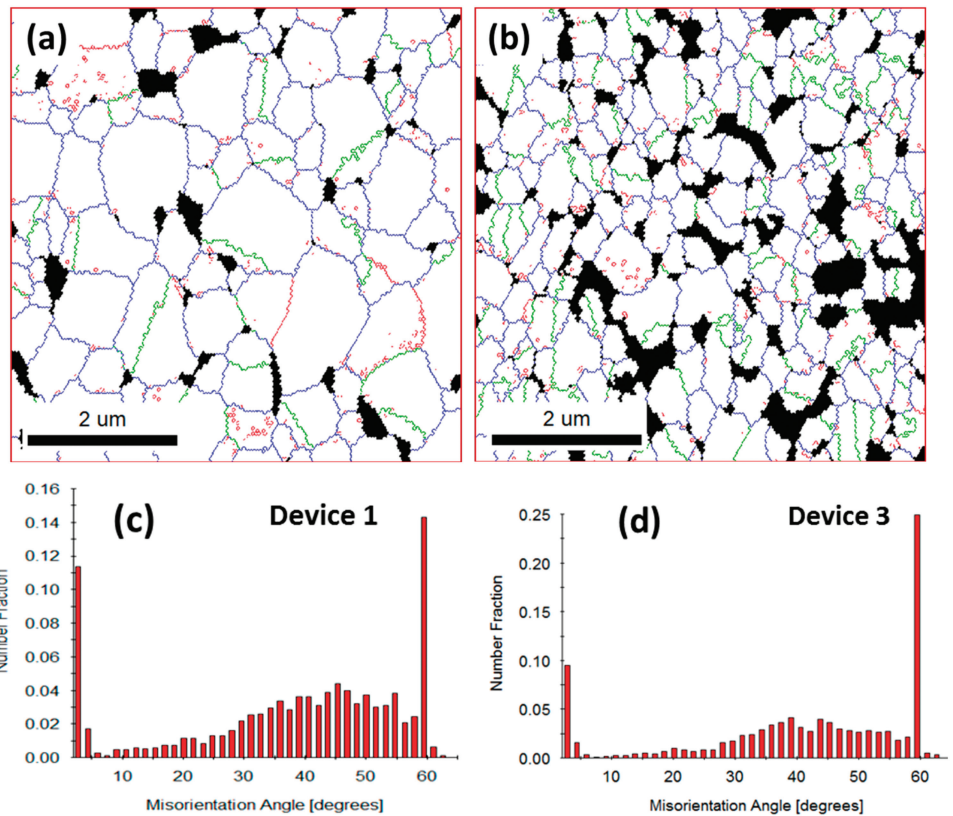 (a)
(b)
2 um
2 um
(c)
Device 1
0.16
0.14
0.12
0.10
0.08
0.06
0.04
0.02
0.00
Number Fraction
10
20
30
40
50
60
Misorientation Angle [degrees]
(d)
Device 3
0.25
0.20
0.15
0.10
0.05
0.00
Number Fraction
10
20
30
40
50
60
Misorientation Angle [degrees]